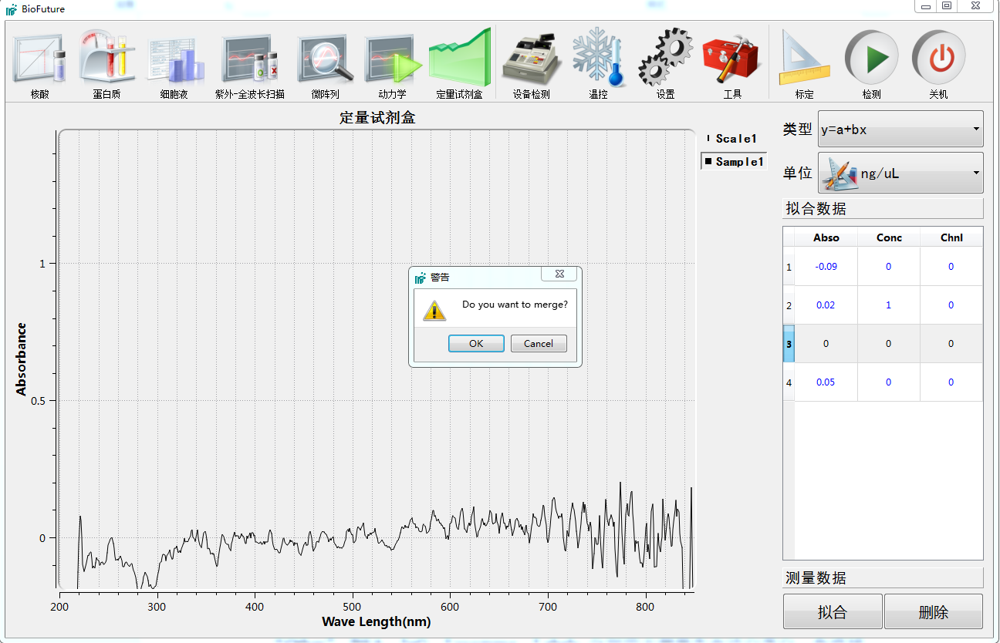 BioFuture
核酸 蛋白质 细胞液 紫外-全波长扫描 微阵列 动力学 定量试剂盒 设备检测 温控 设置 工具 标定 检测 关机
定量试剂盒
Scale1
Sample1
类型 y=a+bx
单位 ng/uL
拟合数据
Abso Conc Chnl
1 -0.09 0 0
2 0.02 1 0
3 0 0 0
4 0.05 0 0
警告
Do you want to merge?
OK Cancel
Absorbance
1
0.5
0
200 300 400 500 600 700 800
Wave Length(nm)
测量数据
拟合 删除